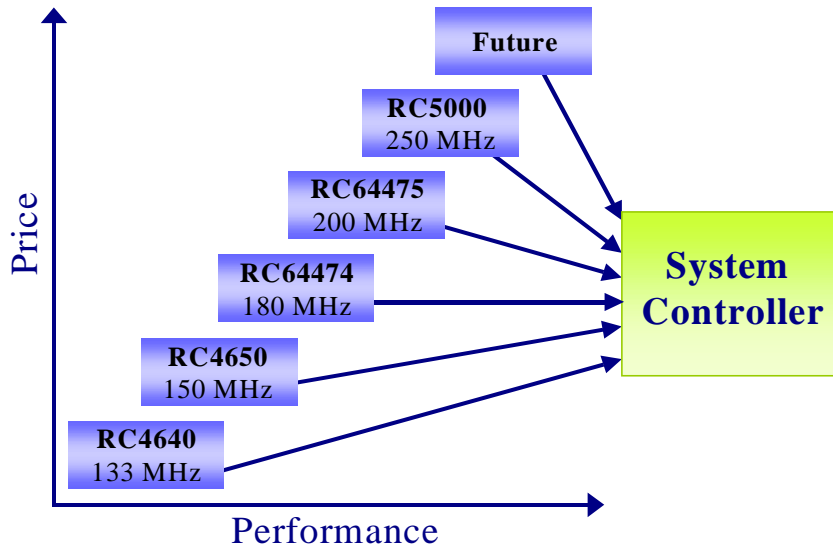 Future
RC5000
250 MHz
RC64475
200 MHz
RC64474
180 MHz
RC4650
150 MHz
RC4640
133 MHz
System
Controller
Price
Performance